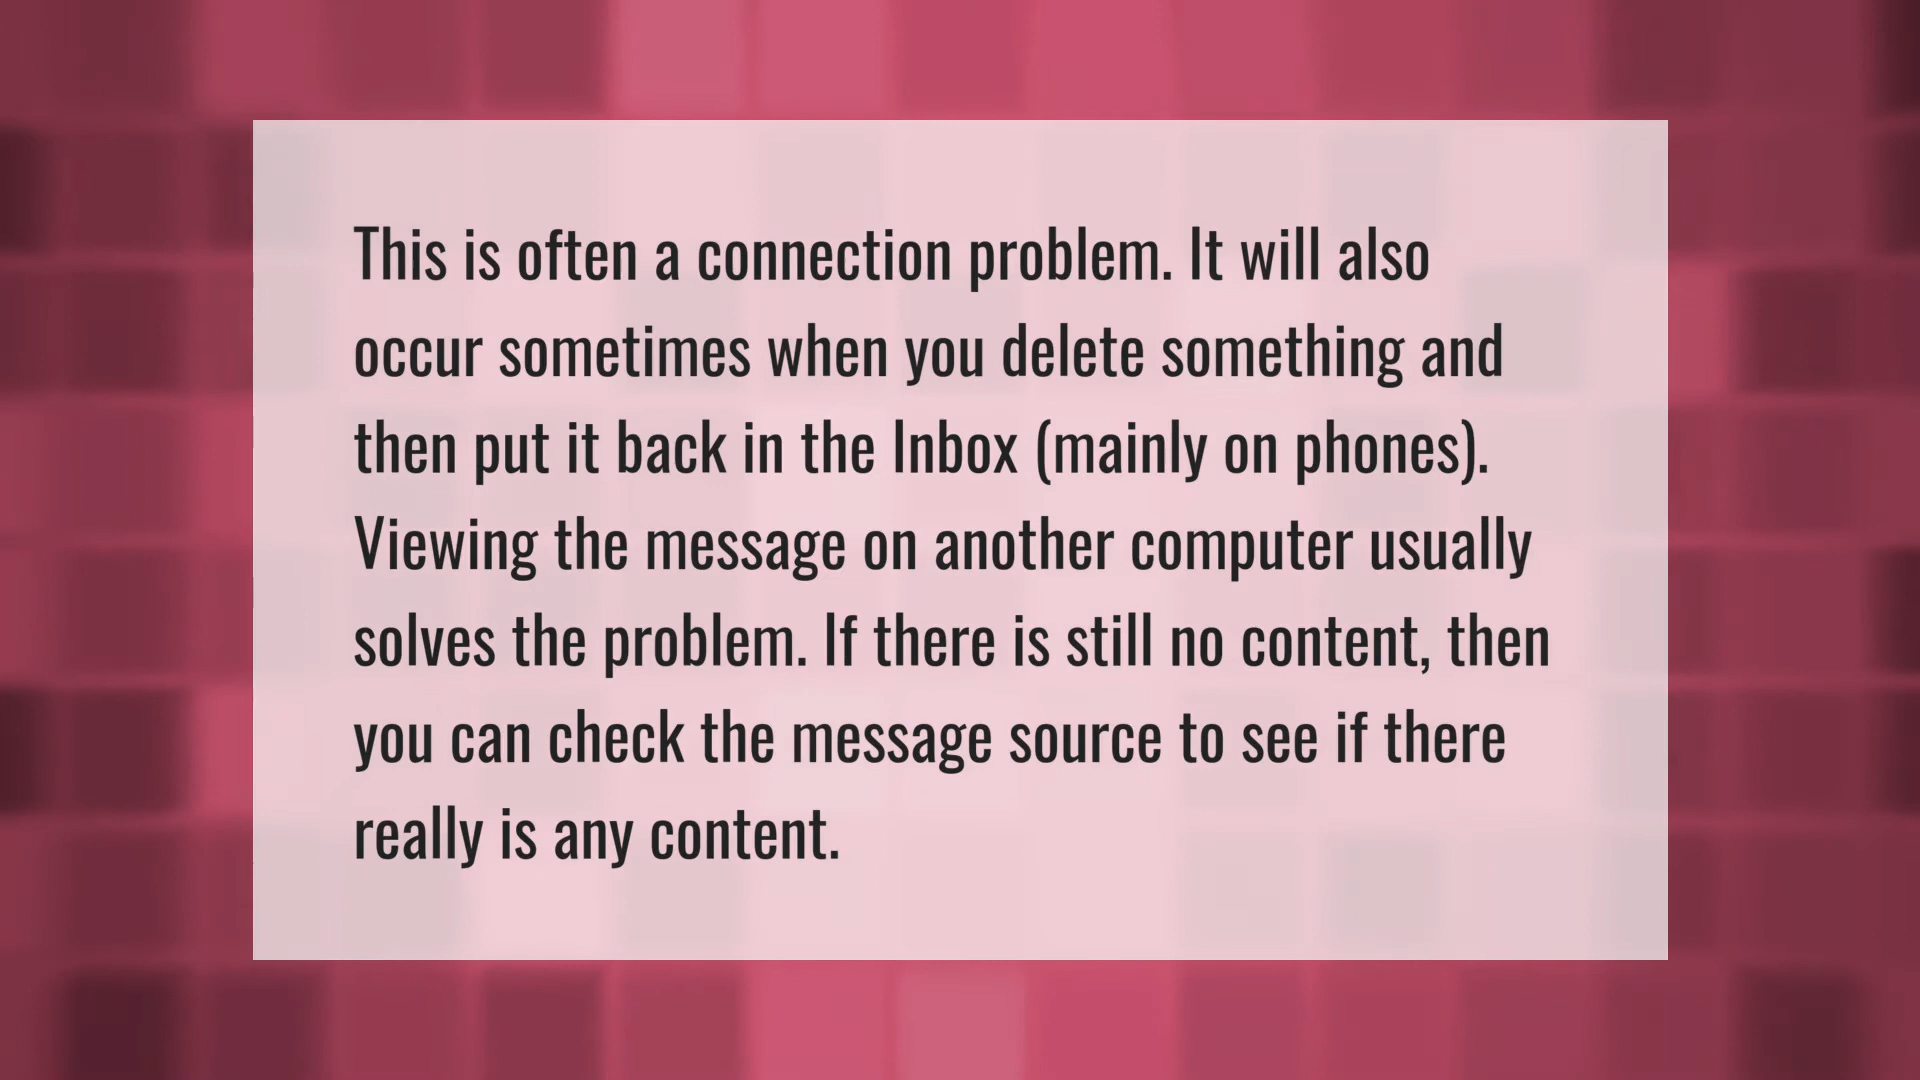 This is often a connection problem. It will also
occur sometimes when you delete something and
then put it back in the Inbox (mainly on phones).
Viewing the message on another computer usually
solves the problem. If there is still no content, then
you can check the message source to see if there
really is any content.